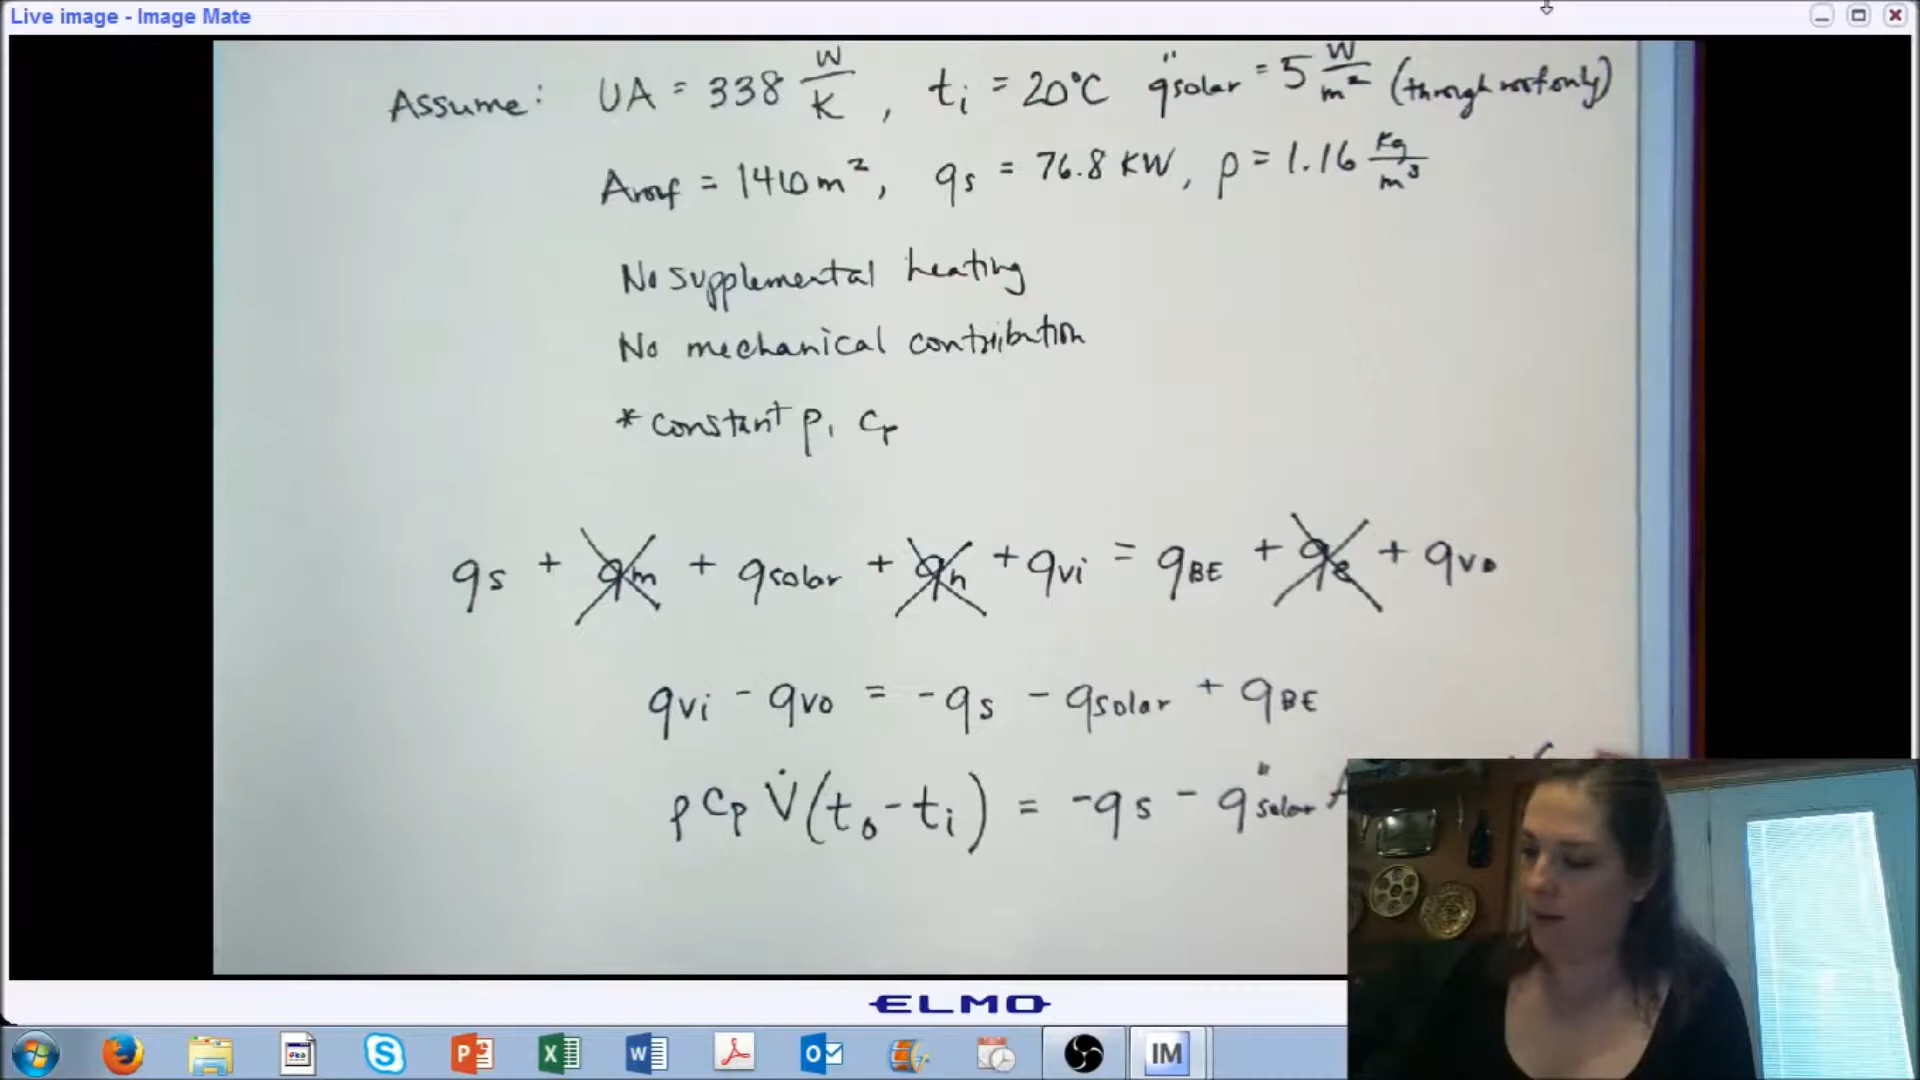 Live image - Image Mate
Assume: UA = 338 W/K , ti = 20°C q̈solar = 5 W/m² (through roof only)
Aroof = 1410 m², qs = 76.8 KW, ρ = 1.16 Kg/m³
No supplemental heating
No mechanical contribution
* constant ρ, Cp
qs + qm + qsolar + qh + qvi = qBE + qe + qvo
qvi - qvo = - qs - qsolar + qBE
ρ Cp V̇ (to - ti) = - qs - q"solar
ELMO
IM